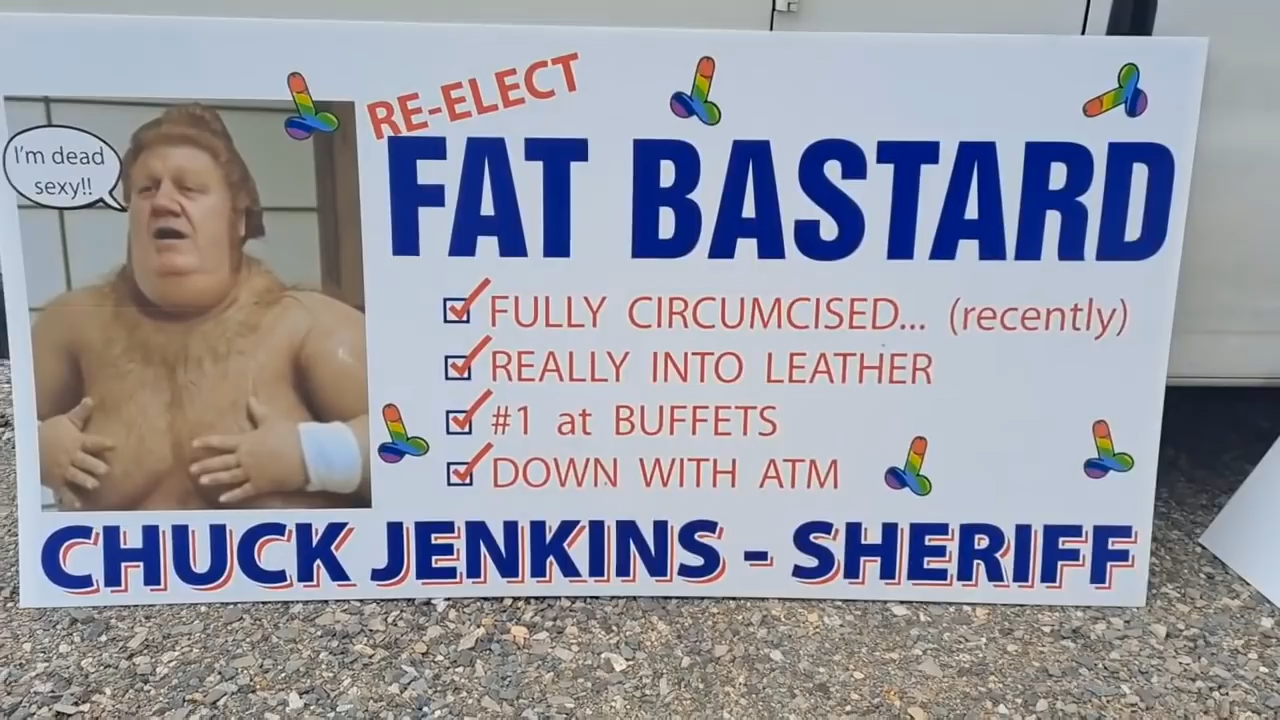 I'm dead
sexy!!
RE-ELECT
FAT BASTARD
FULLY CIRCUMCISED... (recently)
REALLY INTO LEATHER
#1 at BUFFETS
DOWN WITH ATM
CHUCK JENKINS - SHERIFF